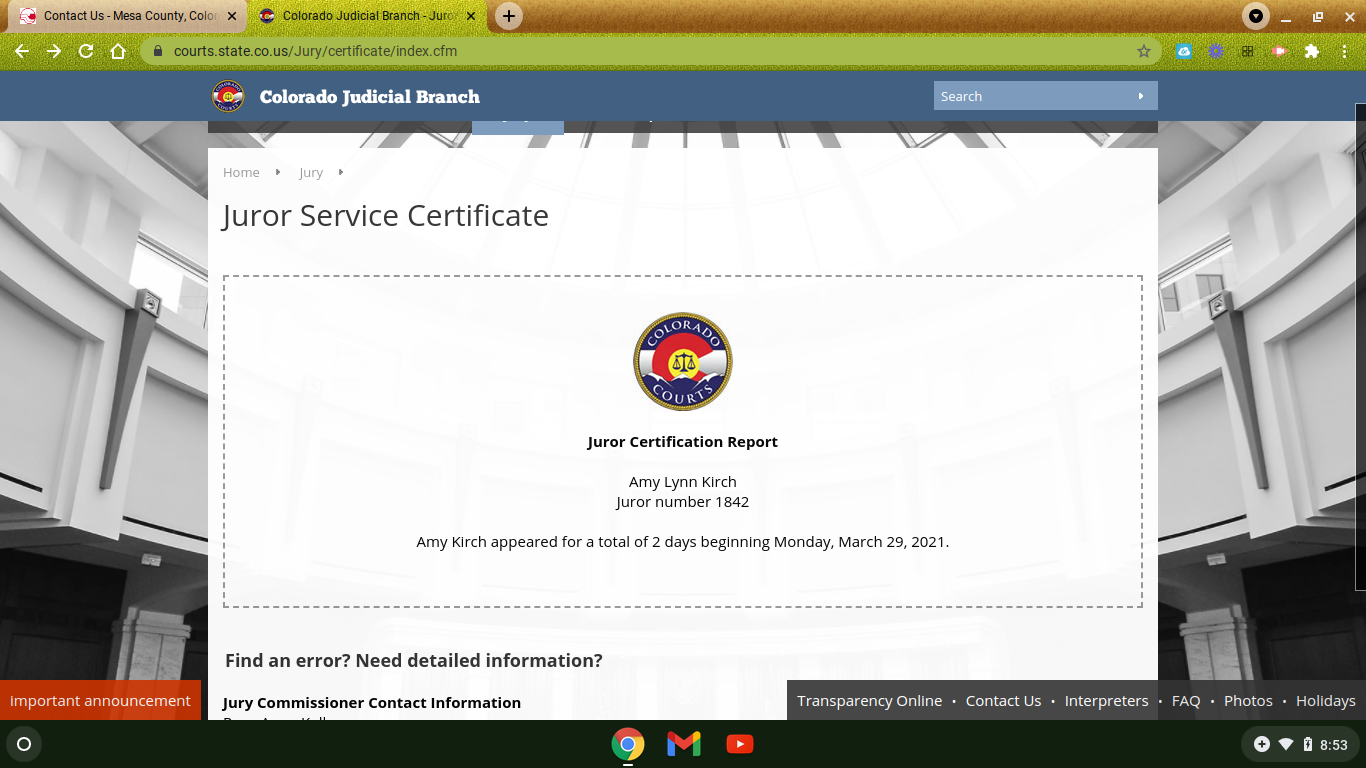 Contact Us - Mesa County, Color
Colorado Judicial Branch - Juro
courts.state.co.us/Jury/certificate/index.cfm
COLORADO
COURTS
Colorado Judicial Branch
Search
Home
Jury
Juror Service Certificate
COLORADO
COURTS
Juror Certification Report
Amy Lynn Kirch
Juror number 1842
Amy Kirch appeared for a total of 2 days beginning Monday, March 29, 2021.
Find an error? Need detailed information?
Jury Commissioner Contact Information
important announcement
Transparency Online • Contact Us • Interpreters • FAQ • Photos • Holidays
8:53